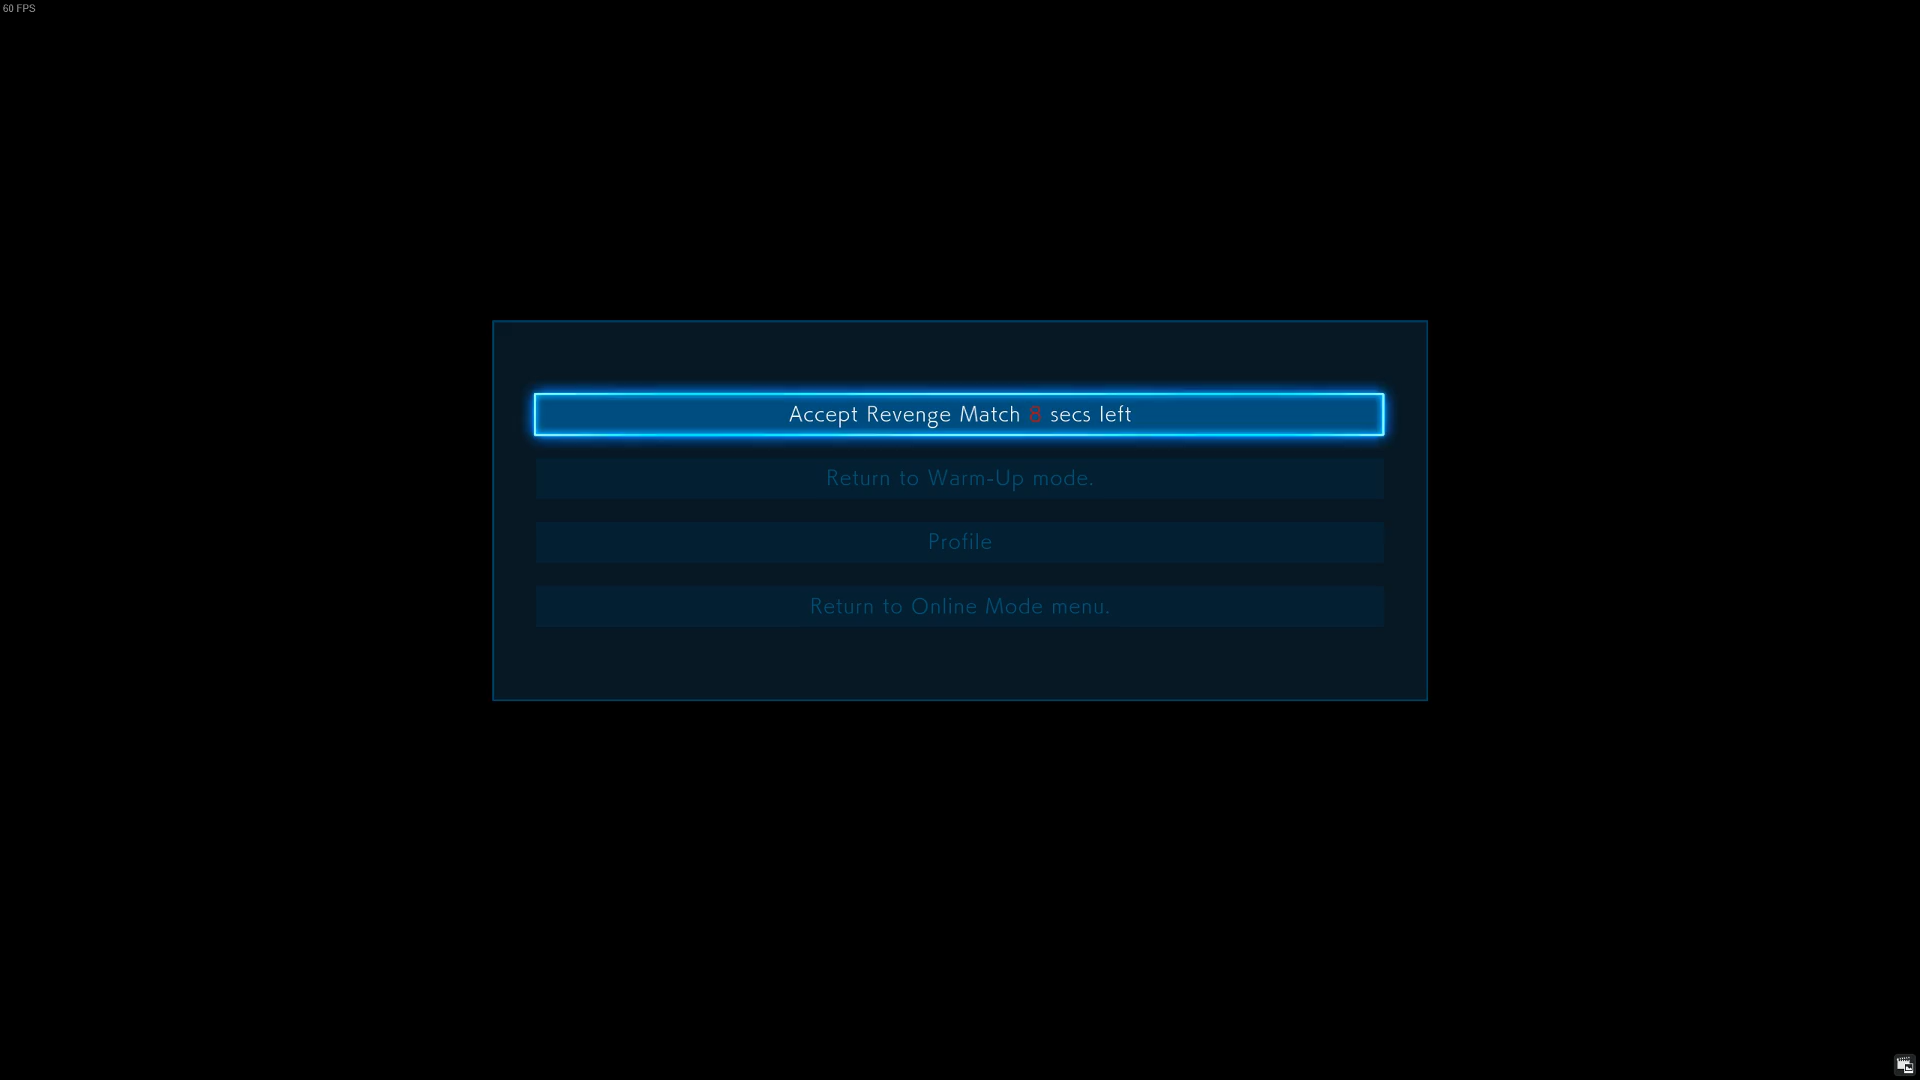 60 FPS
Accept Revenge Match 8 secs left
Return to Warm-Up mode.
Profile
Return to Online Mode menu.